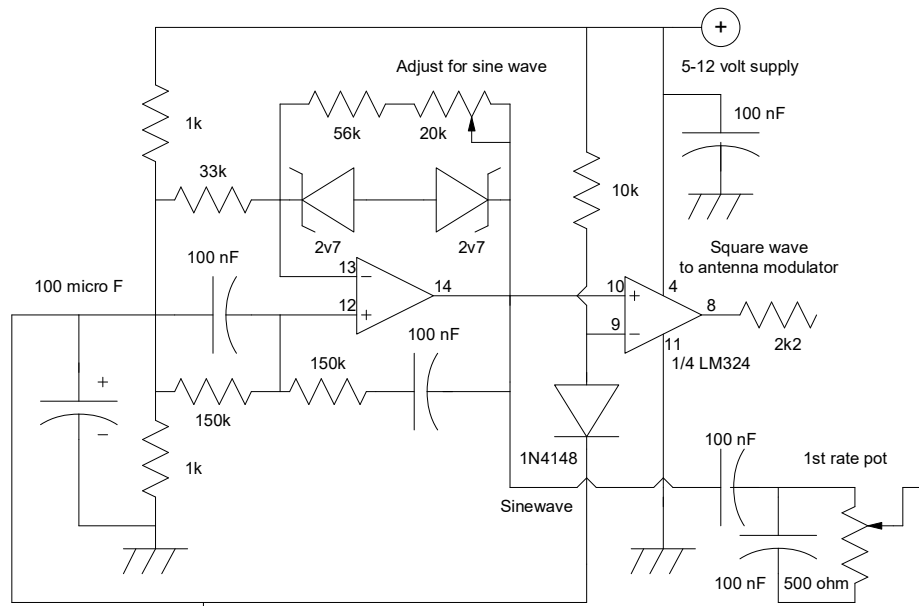 +
5-12 volt supply
Adjust for sine wave
100 nF
1k
56k
20k
33k
10k
2v7
2v7
Square wave
to antenna modulator
100 nF
13
−
14
10
+
4
8
100 micro F
12
+
100 nF
9
−
11
2k2
1/4 LM324
150k
+
150k
−
1k
1N4148
100 nF
1st rate pot
Sinewave
100 nF
500 ohm